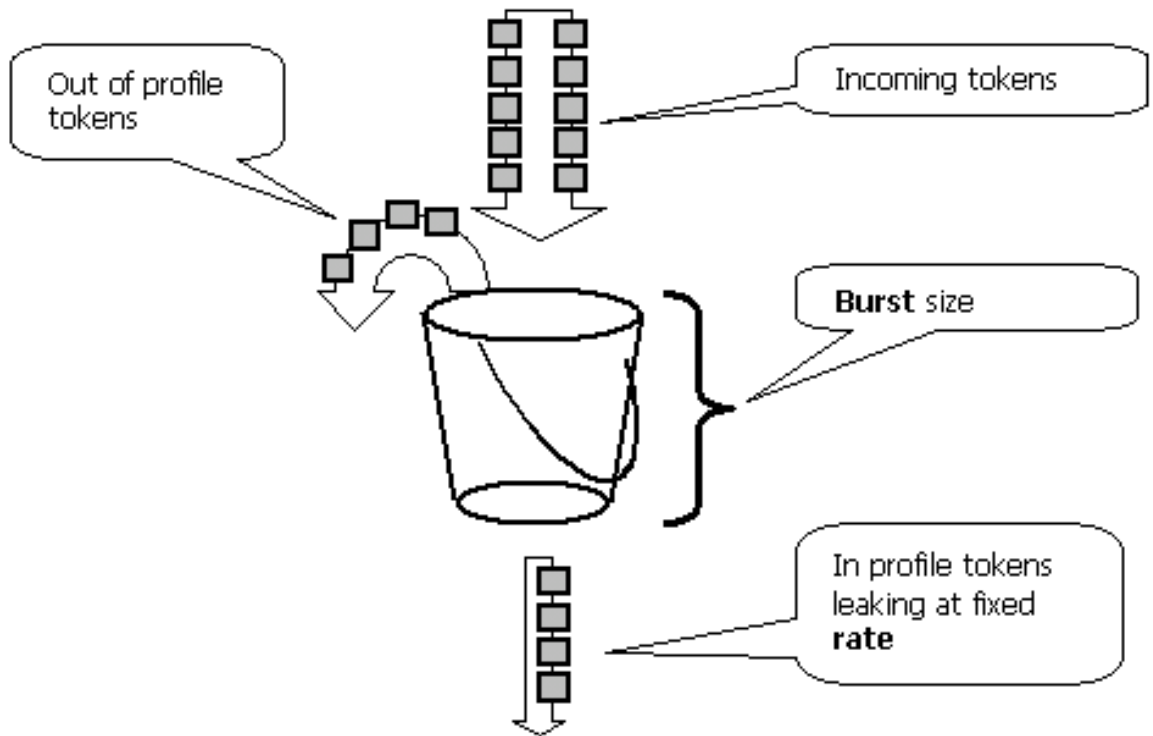 Out of profile
tokens
Incoming tokens
Burst size
In profile tokens
leaking at fixed
rate